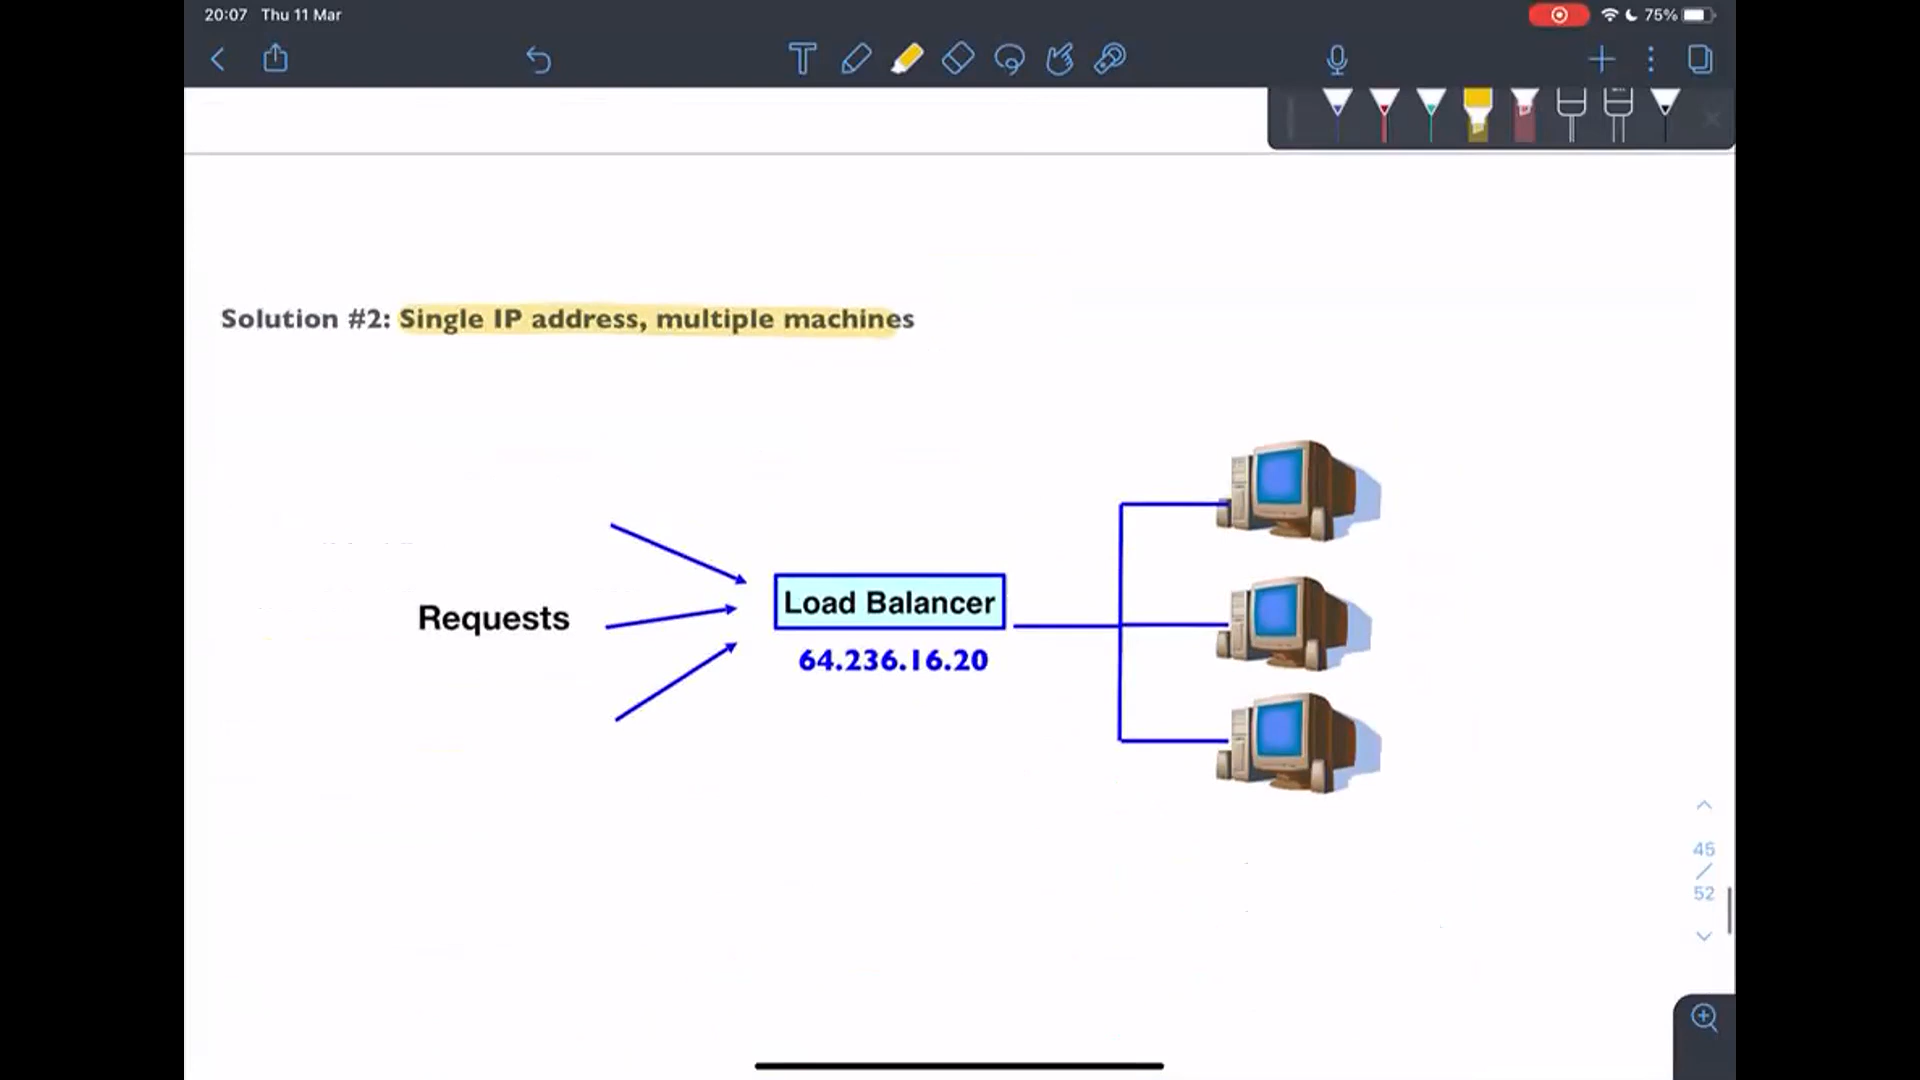 20:07 Thu 11 Mar
75%
Solution #2: Single IP address, multiple machines
Requests
Load Balancer
64.236.16.20
45
/
52